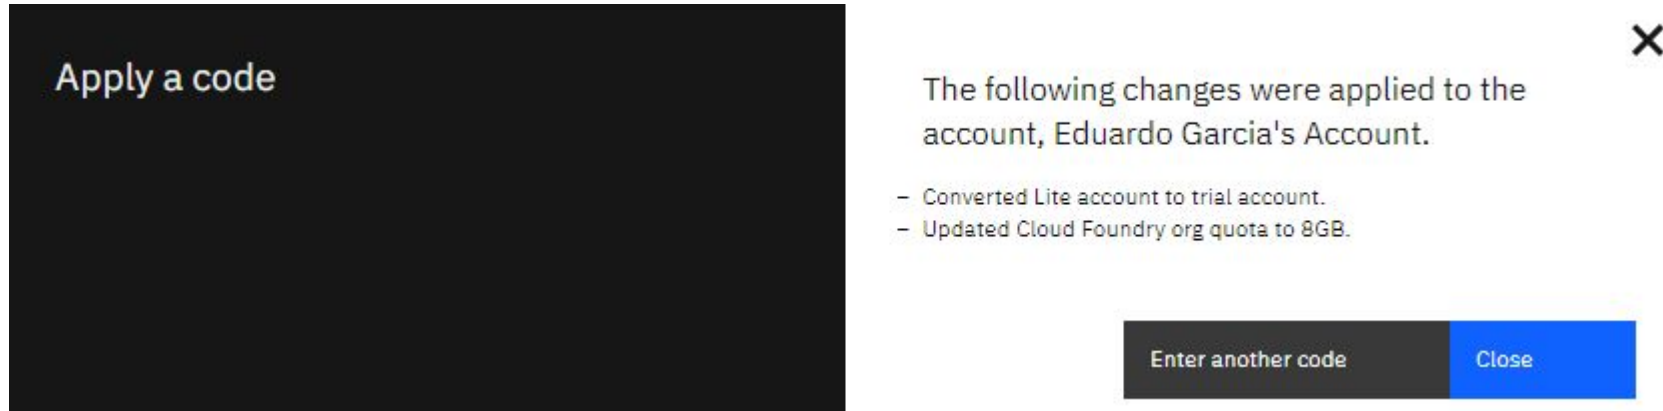 Apply a code
The following changes were applied to the
account, Eduardo Garcia's Account.
– Converted Lite account to trial account.
– Updated Cloud Foundry org quota to 8GB.
Enter another code
Close